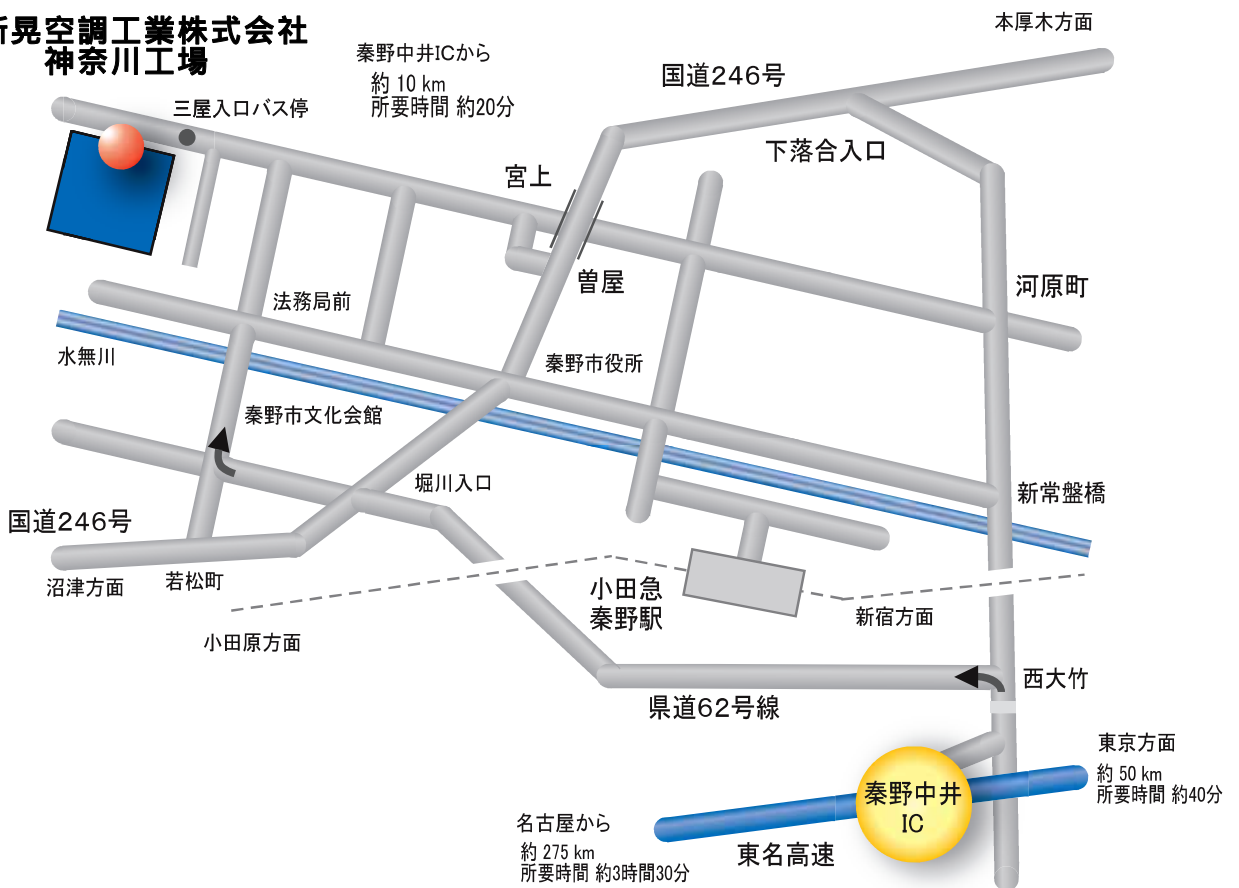 新晃空調工業株式会社
神奈川工場
本厚木方面
秦野中井ICから
約 10 km
所要時間 約20分
国道246号
三屋入口バス停
下落合入口
宮上
曽屋
河原町
法務局前
水無川
秦野市役所
秦野市文化会館
堀川入口
新常盤橋
国道246号
沼津方面
若松町
小田急
秦野駅
新宿方面
小田原方面
西大竹
県道62号線
東京方面
約 50 km
所要時間 約40分
秦野中井
IC
名古屋から
約 275 km
所要時間 約3時間30分
東名高速